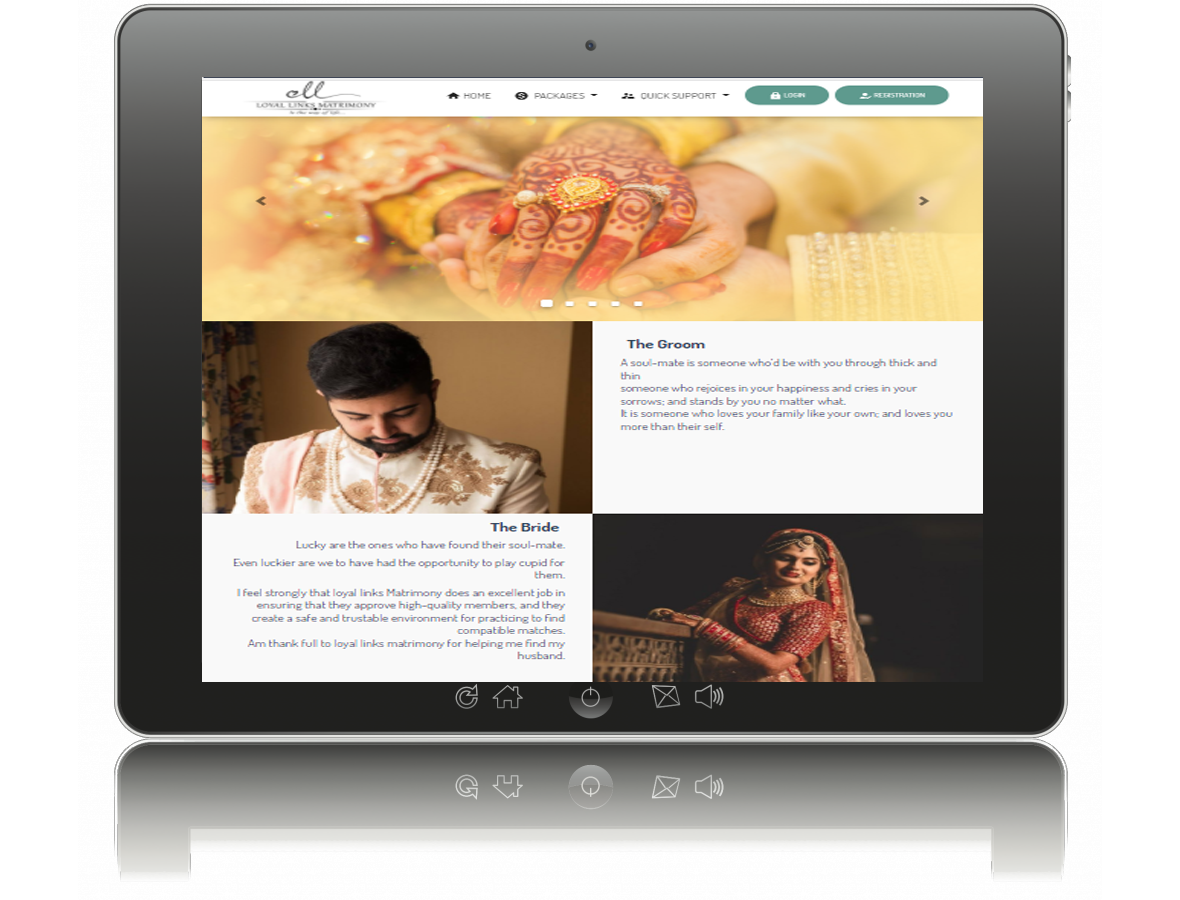 LOYAL LINKS MATRIMONY
HOME
PACKAGES
QUICK SUPPORT
LOGIN
REGISTRATION
The Groom
A soul-mate is someone who'd be with you through thick and
thin
someone who rejoices in your happiness and cries in your
sorrows; and stands by you no matter what.
It is someone who loves your family like your own; and loves you
more than their self.
The Bride
Lucky are the ones who have found their soul-mate.
Even luckier are we to have had the opportunity to play cupid for
them.
I feel strongly that loyal links Matrimony does an excellent job in
ensuring that they approve high-quality members, and they
create a safe and trustable environment for practicing to find
compatible matches.
Am thank full to loyal links matrimony for helping me find my
husband.